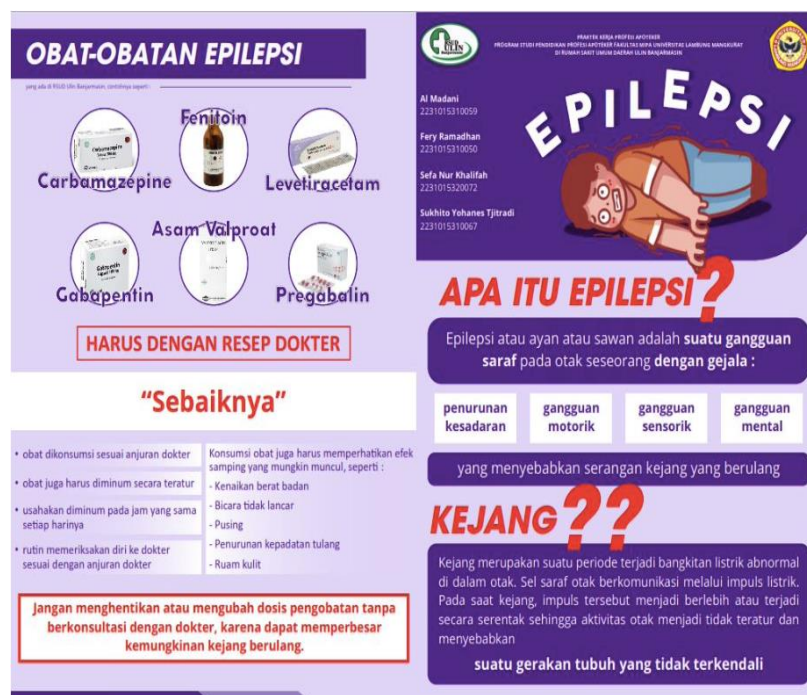 OBAT-OBATAN EPILEPSI
yang ada di RSUD Ulin Banjarmasin, contohnya seperti :
Carbamazepine
Fenitoin
Levetiracetam
Gabapentin
Asam Valproat
Pregabalin
HARUS DENGAN RESEP DOKTER
“Sebaiknya”
• obat dikonsumsi sesuai anjuran dokter
• obat juga harus diminum secara teratur
• usahakan diminum pada jam yang sama
setiap harinya
• rutin memeriksakan diri ke dokter
sesuai dengan anjuran dokter
Konsumsi obat juga harus memperhatikan efek
samping yang mungkin muncul, seperti :
- Kenaikan berat badan
- Bicara tidak lancar
- Pusing
- Penurunan kepadatan tulang
- Ruam kulit
Jangan menghentikan atau mengubah dosis pengobatan tanpa
berkonsultasi dengan dokter, karena dapat memperbesar
kemungkinan kejang berulang.
RSUD
ULIN
PRAKTEK KERJA PROFESI APOTEKER
PROGRAM STUDI PENDIDIKAN PROFESI APOTEKER FAKULTAS MIPA UNIVERSITAS LAMBUNG MANGKURAT
DI RUMAH SAKIT UMUM DAERAH ULIN BANJARMASIN
Al Madani
2231015310059
Fery Ramadhan
2231015310050
Sefa Nur Khalifah
2231015320072
Sukhito Yohanes Tjitradi
2231015310067
EPILEPSI
APA ITU EPILEPSI?
Epilepsi atau ayan atau sawan adalah suatu gangguan
saraf pada otak seseorang dengan gejala :
penurunan
kesadaran
gangguan
motorik
gangguan
sensorik
gangguan
mental
yang menyebabkan serangan kejang yang berulang
KEJANG??
Kejang merupakan suatu periode terjadi bangkitan listrik abnormal
di dalam otak. Sel saraf otak berkomunikasi melalui impuls listrik.
Pada saat kejang, impuls tersebut menjadi berlebih atau terjadi
secara serentak sehingga aktivitas otak menjadi tidak teratur dan
menyebabkan
suatu gerakan tubuh yang tidak terkendali